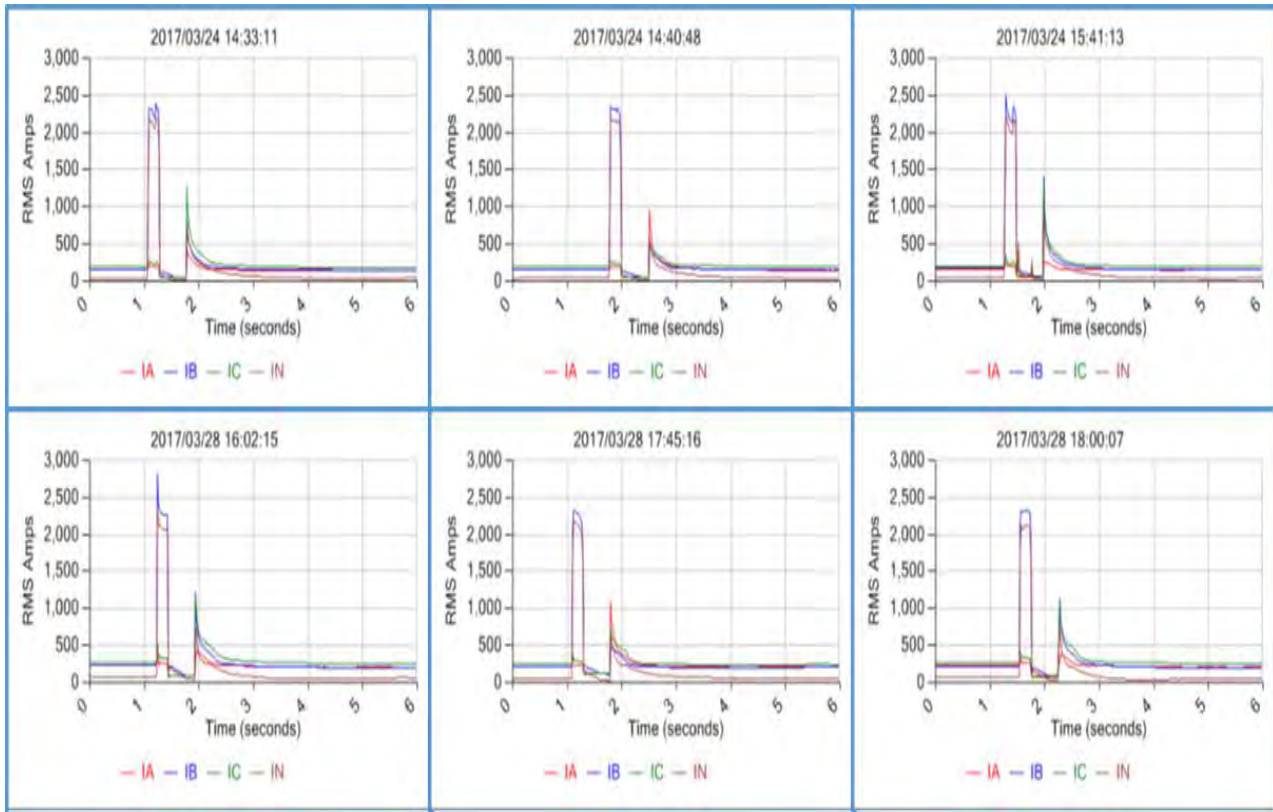 2017/03/24 14:33:11
3,000
2,500
2,000
1,500
1,000
500
0
RMS Amps
0 1 2 3 4 5 6
Time (seconds)
IA IB IC IN
2017/03/24 14:40:48
3,000
2,500
2,000
1,500
1,000
500
0
RMS Amps
0 1 2 3 4 5 6
Time (seconds)
IA IB IC IN
2017/03/24 15:41:13
3,000
2,500
2,000
1,500
1,000
500
0
RMS Amps
0 1 2 3 4 5 6
Time (seconds)
IA IB IC IN
2017/03/28 16:02:15
3,000
2,500
2,000
1,500
1,000
500
0
RMS Amps
0 1 2 3 4 5 6
Time (seconds)
IA IB IC IN
2017/03/28 17:45:16
3,000
2,500
2,000
1,500
1,000
500
0
RMS Amps
0 1 2 3 4 5 6
Time (seconds)
IA IB IC IN
2017/03/28 18:00:07
3,000
2,500
2,000
1,500
1,000
500
0
RMS Amps
0 1 2 3 4 5 6
Time (seconds)
IA IB IC IN